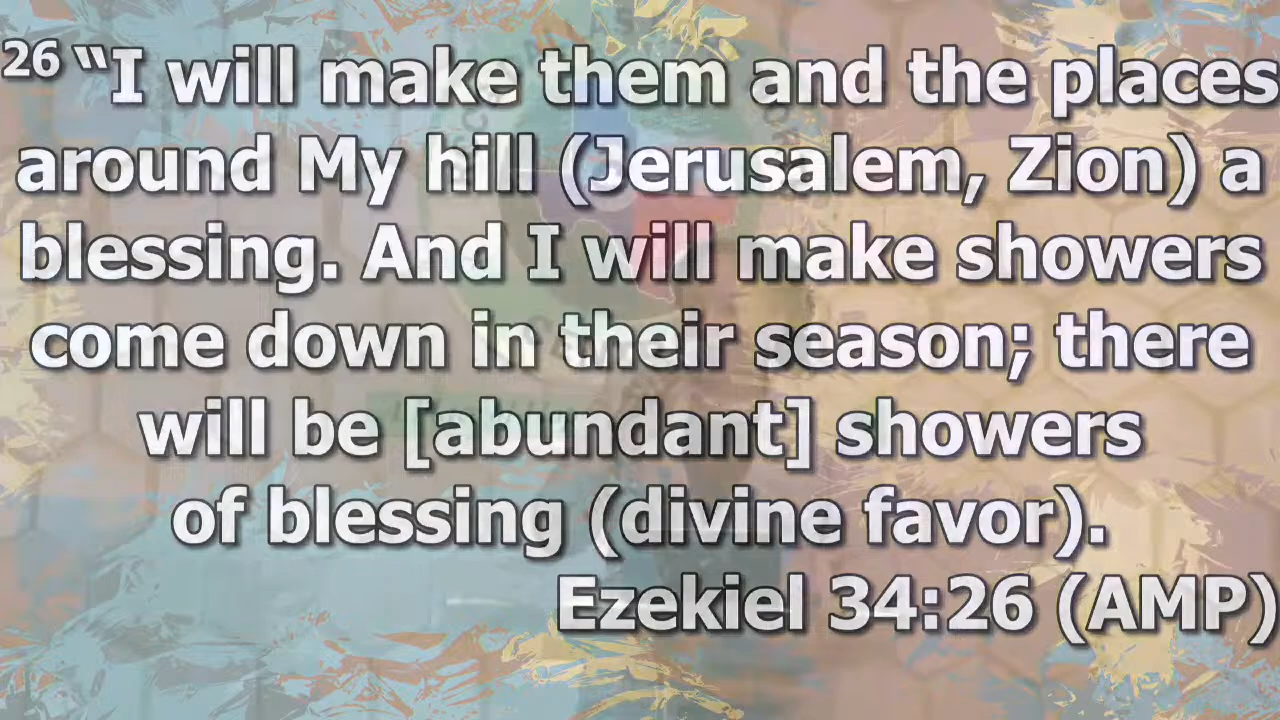 26 “I will make them and the places
around My hill (Jerusalem, Zion) a
blessing. And I will make showers
come down in their season; there
will be [abundant] showers
of blessing (divine favor).
Ezekiel 34:26 (AMP)